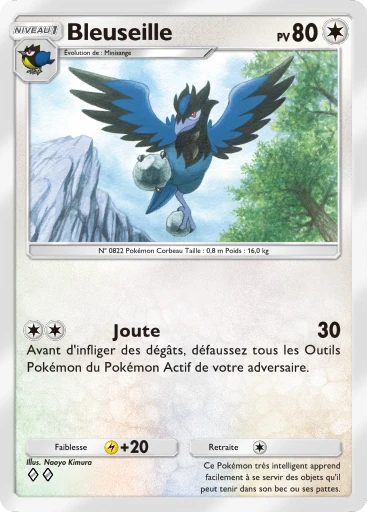 NIVEAU 1
Bleuseille
PV 80
Évolution de : Minisange
N° 0822 Pokémon Corbeau Taille : 0,8 m Poids : 16,0 kg
Joute 30
Avant d'infliger des dégâts, défaussez tous les Outils
Pokémon du Pokémon Actif de votre adversaire.
Faiblesse +20
Retraite
Illus. Naoyo Kimura
Ce Pokémon très intelligent apprend
facilement à se servir des objets qu'il
peut tenir dans son bec ou ses pattes.